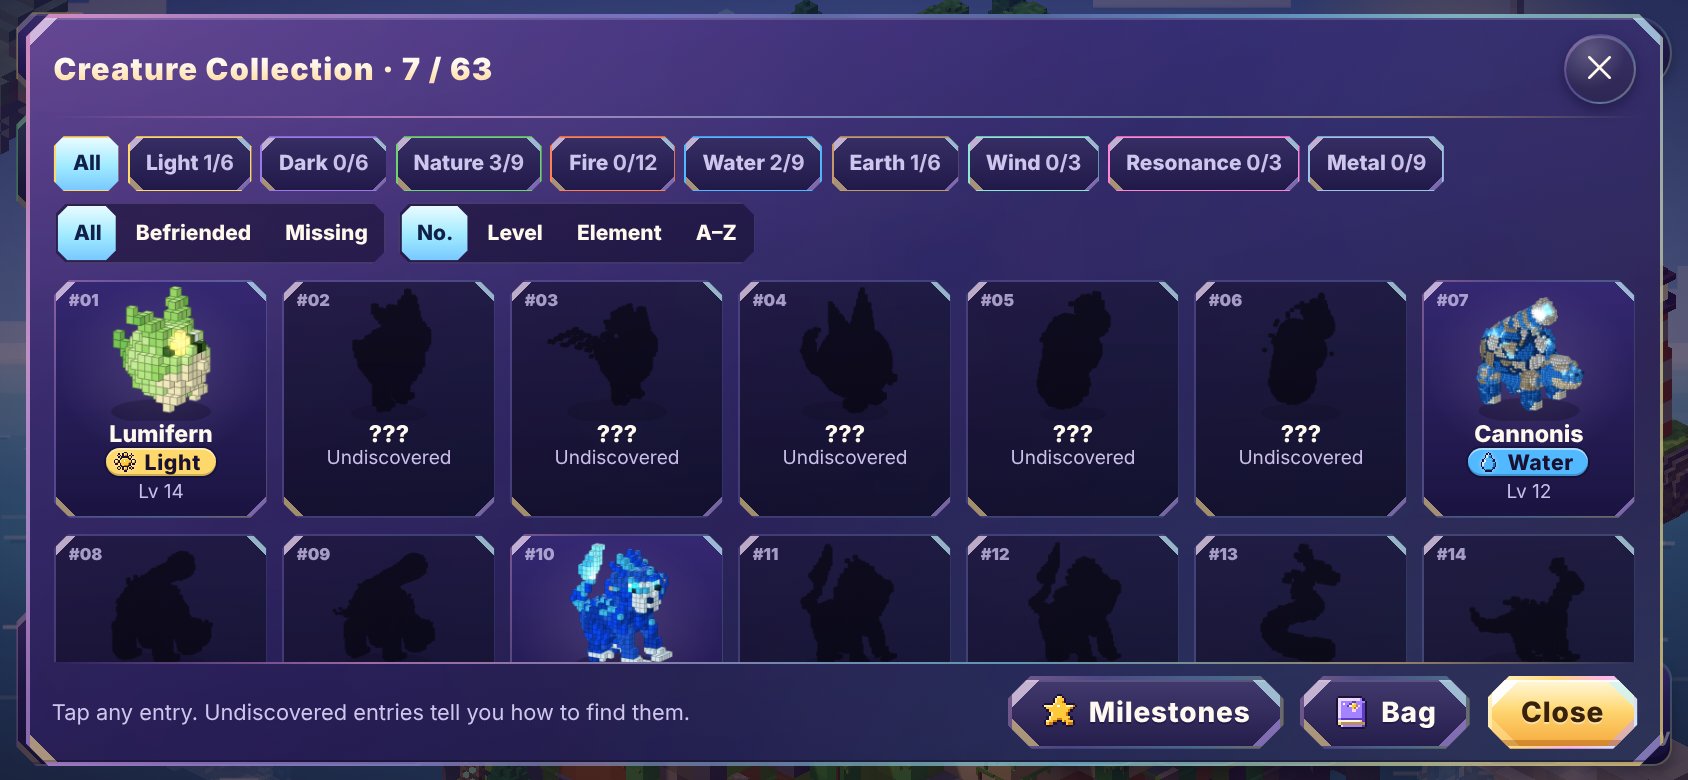 Creature Collection · 7 / 63
All
Light 1/6
Dark 0/6
Nature 3/9
Fire 0/12
Water 2/9
Earth 1/6
Wind 0/3
Resonance 0/3
Metal 0/9
All
Befriended
Missing
No.
Level
Element
A–Z
#01
Lumifern
Light
Lv 14
#02
???
Undiscovered
#03
???
Undiscovered
#04
???
Undiscovered
#05
???
Undiscovered
#06
???
Undiscovered
#07
Cannonis
Water
Lv 12
#08
#09
#10
#11
#12
#13
#14
Tap any entry. Undiscovered entries tell you how to find them.
Milestones
Bag
Close